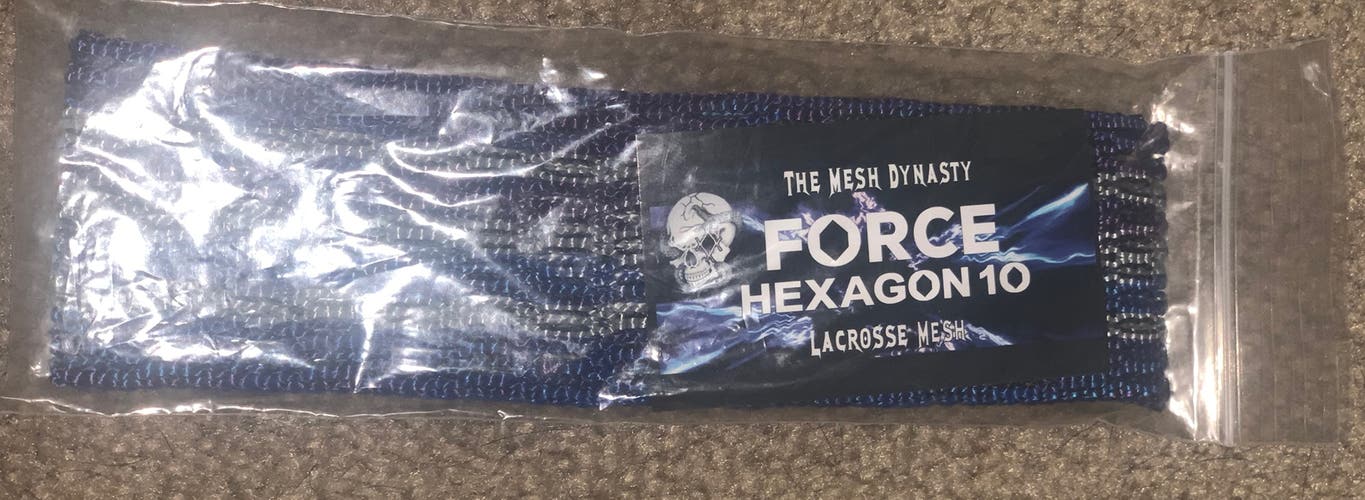 THE MESH DYNASTY
FORCE
HEXAGON 10
LACROSSE MESH